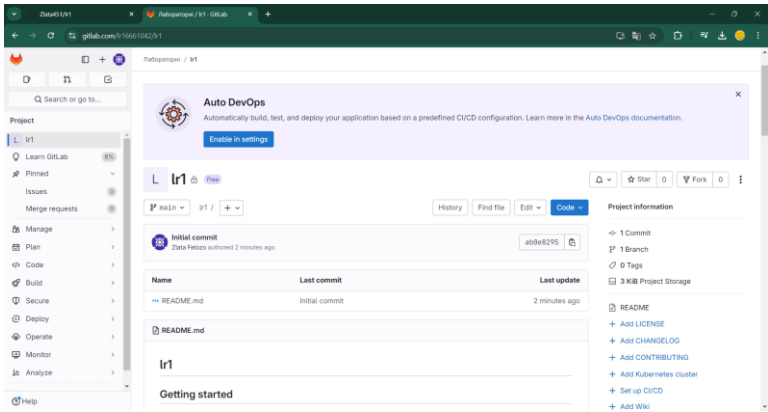 Zlata451/lr1
Лабораторні / lr1 · GitLab
gitlab.com/lr16661042/lr1
Лабораторні / lr1
Search or go to...
Project
L lr1
Learn GitLab 8%
Pinned
Issues 0
Merge requests 0
Manage
Plan
Code
Build
Secure
Deploy
Operate
Monitor
Analyze
Help
Auto DevOps
Automatically build, test, and deploy your application based on a predefined CI/CD configuration. Learn more in the Auto DevOps documentation.
Enable in settings
L lr1 Free
Star 0
Fork 0
main
lr1 /
History
Find file
Edit
Code
Initial commit
Zlata Felozo authored 2 minutes ago
ab8e8295
Name Last commit Last update
README.md Initial commit 2 minutes ago
README.md
lr1
Getting started
Project information
1 Commit
1 Branch
0 Tags
3 KiB Project Storage
README
Add LICENSE
Add CHANGELOG
Add CONTRIBUTING
Add Kubernetes cluster
Set up CI/CD
Add Wiki